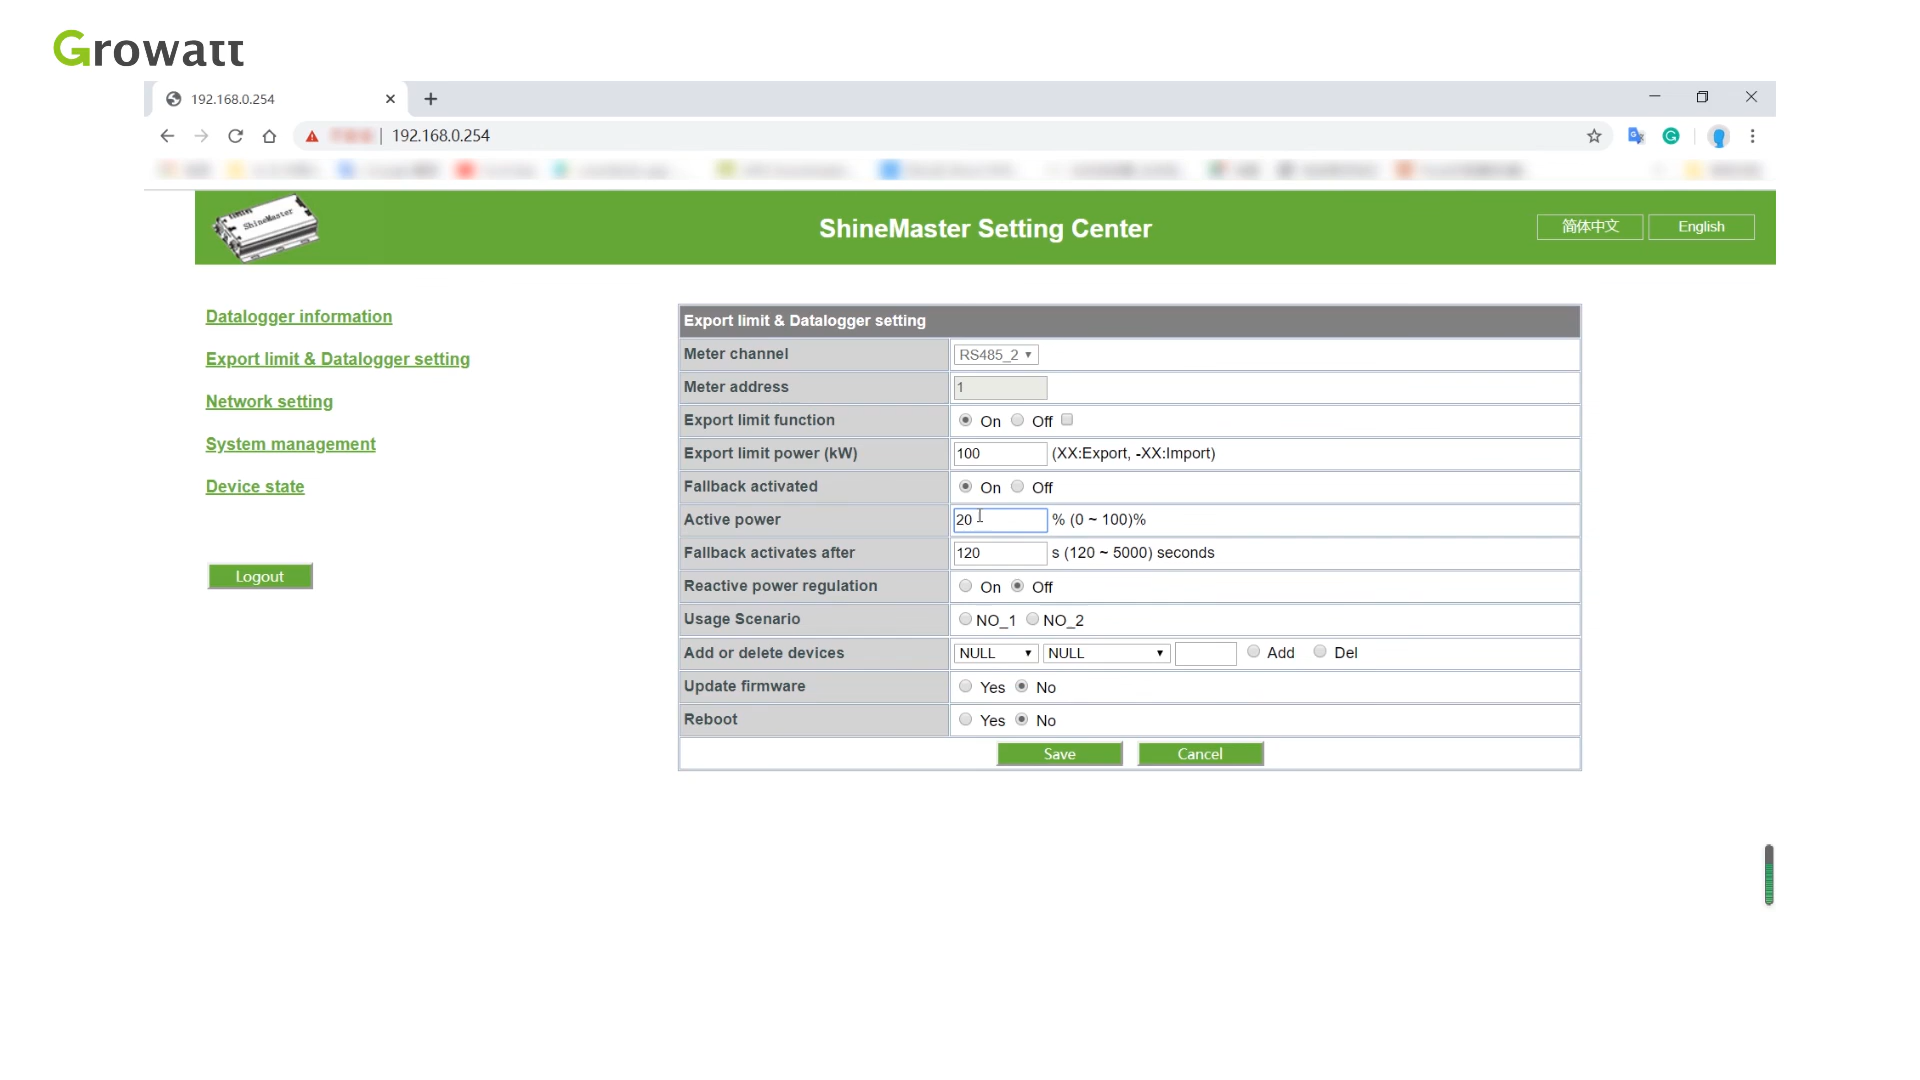 Growatt
192.168.0.254
192.168.0.254
ShineMaster
ShineMaster Setting Center
简体中文
English
Datalogger information
Export limit & Datalogger setting
Network setting
System management
Device state
Logout
Export limit & Datalogger setting
Meter channel RS485_2
Meter address 1
Export limit function On Off
Export limit power (kW) 100 (XX:Export, -XX:Import)
Fallback activated On Off
Active power 20 % (0 ~ 100)%
Fallback activates after 120 s (120 ~ 5000) seconds
Reactive power regulation On Off
Usage Scenario NO_1 NO_2
Add or delete devices NULL NULL Add Del
Update firmware Yes No
Reboot Yes No
Save Cancel